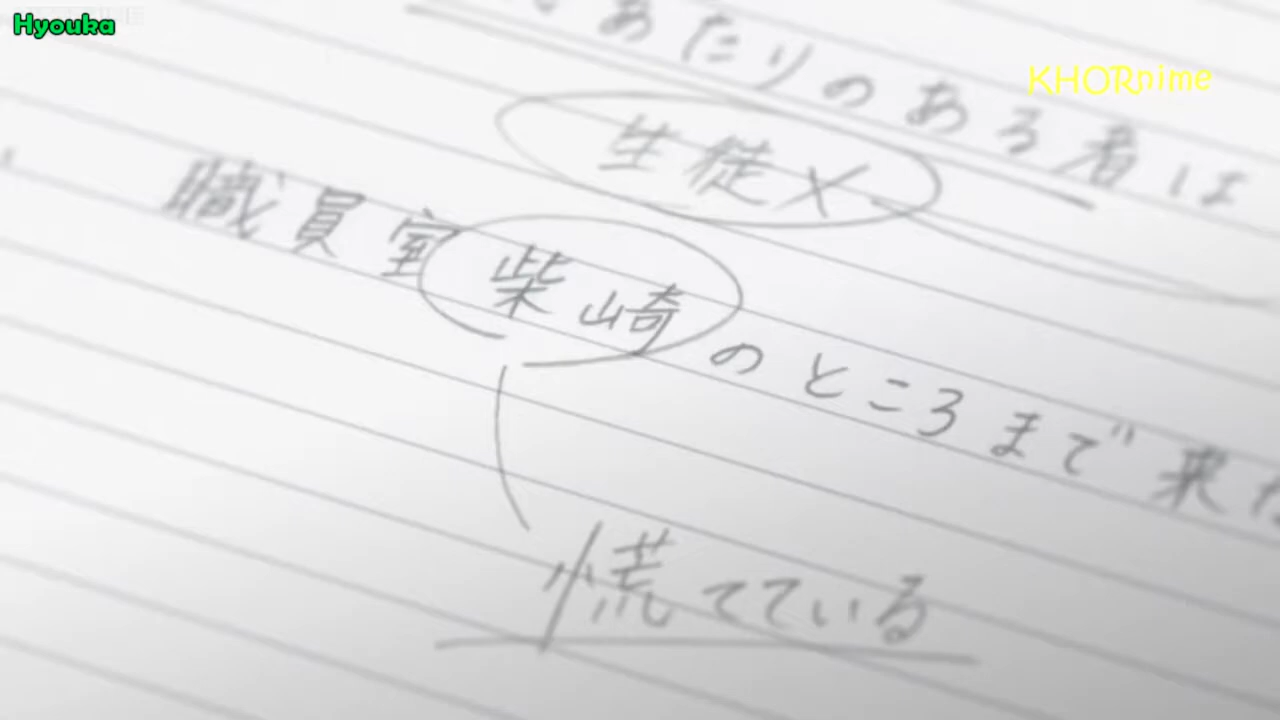 Hyouka
KHORnime
あたりのある者は
生徒X
職員室柴崎のところまで来な
慌てている